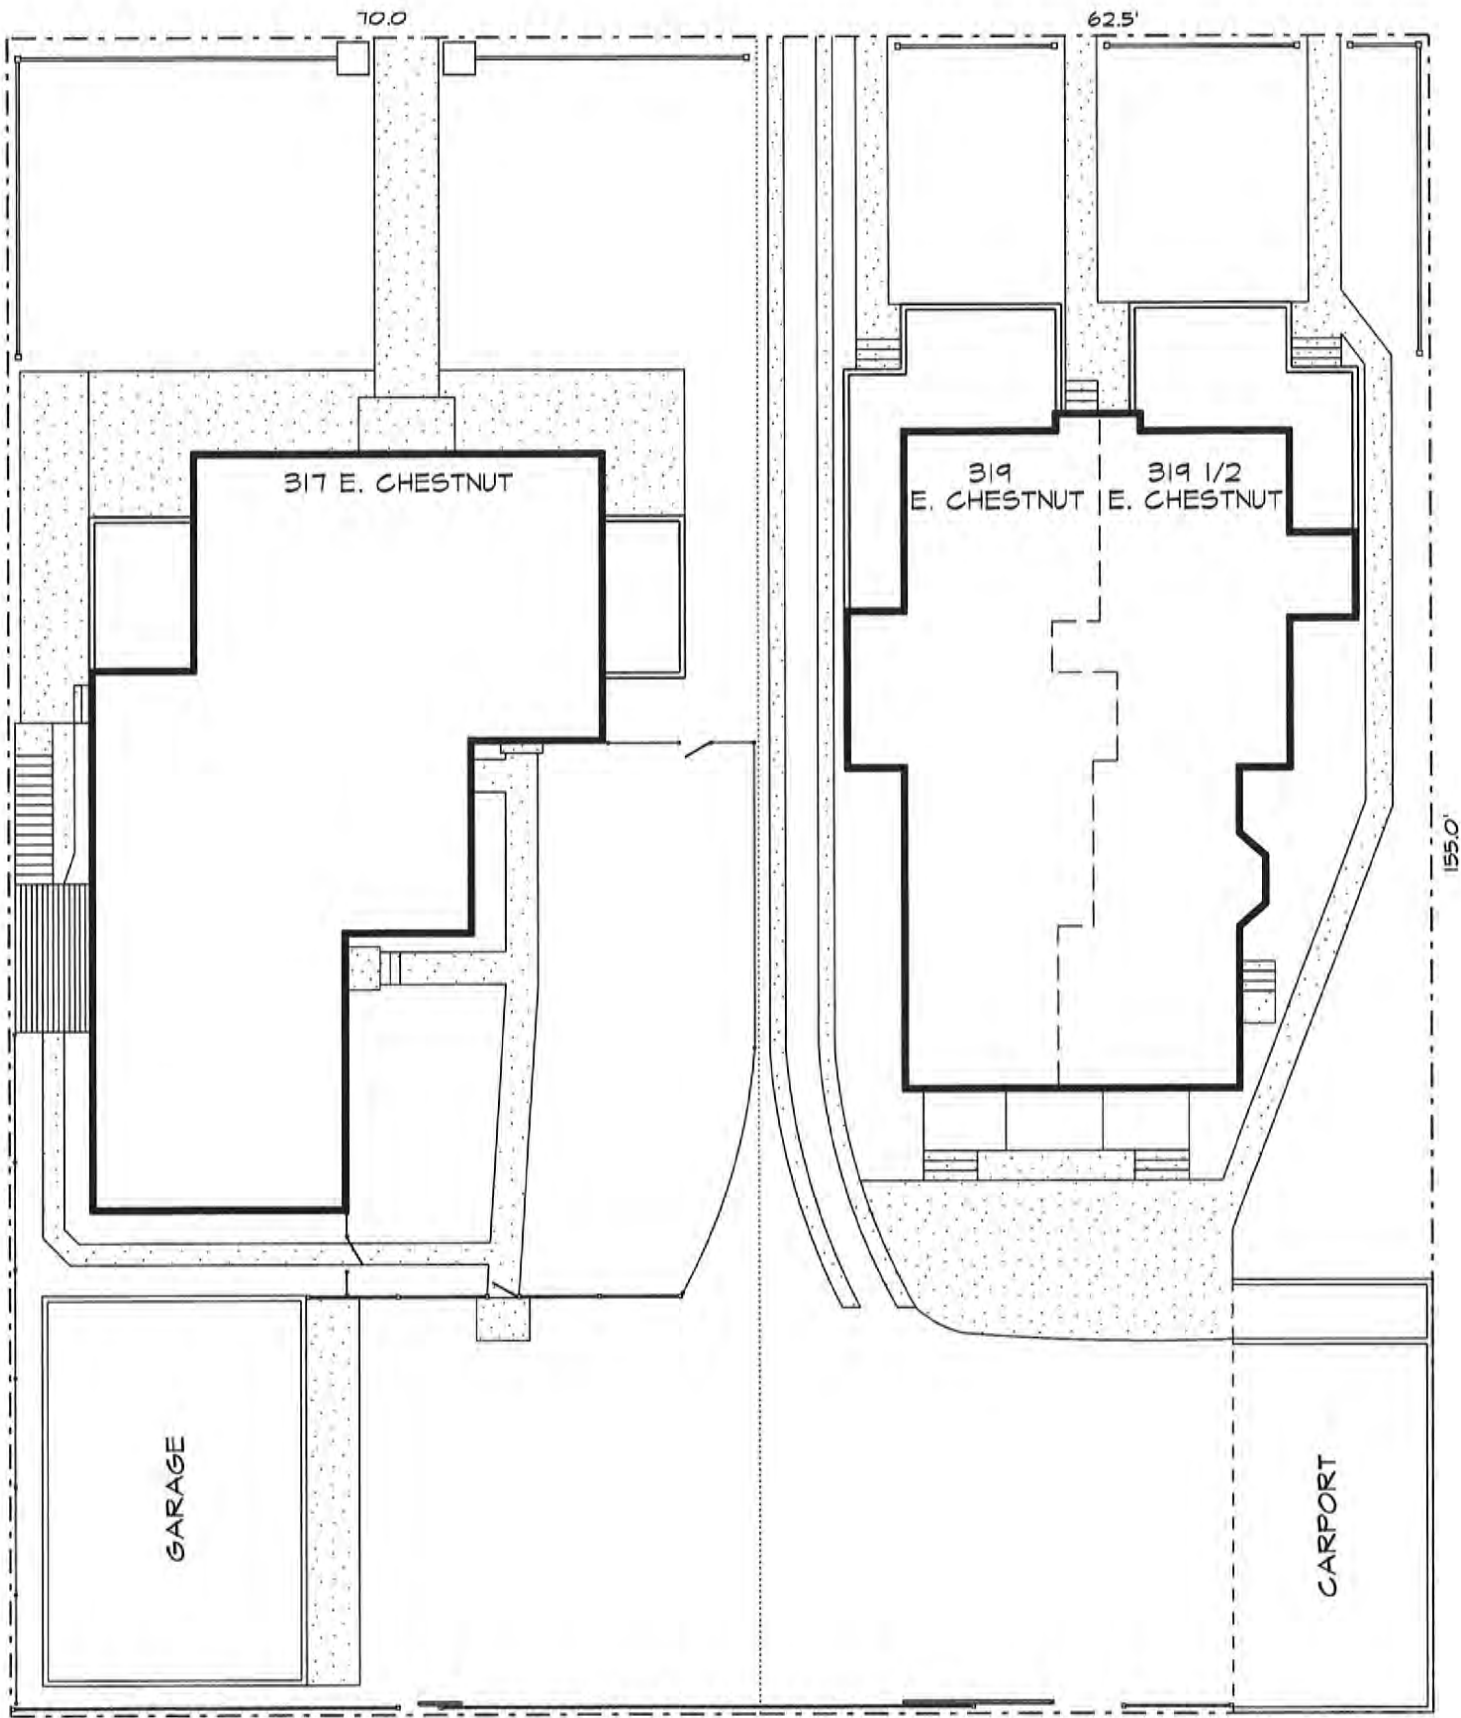 70.0
62.5'
317 E. CHESTNUT
319
E. CHESTNUT
319 1/2
E. CHESTNUT
155.0'
GARAGE
CARPORT